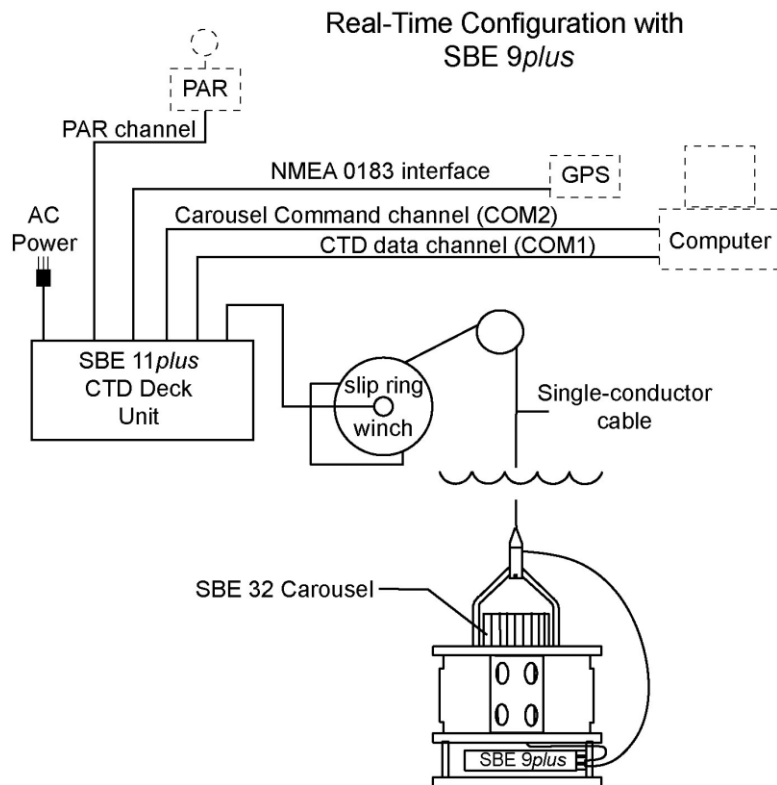 Real-Time Configuration with
SBE 9plus
PAR
PAR channel
NMEA 0183 interface
GPS
AC
Power
Carousel Command channel (COM2)
CTD data channel (COM1)
Computer
SBE 11plus
CTD Deck
Unit
slip ring
winch
Single-conductor
cable
SBE 32 Carousel
SBE 9plus